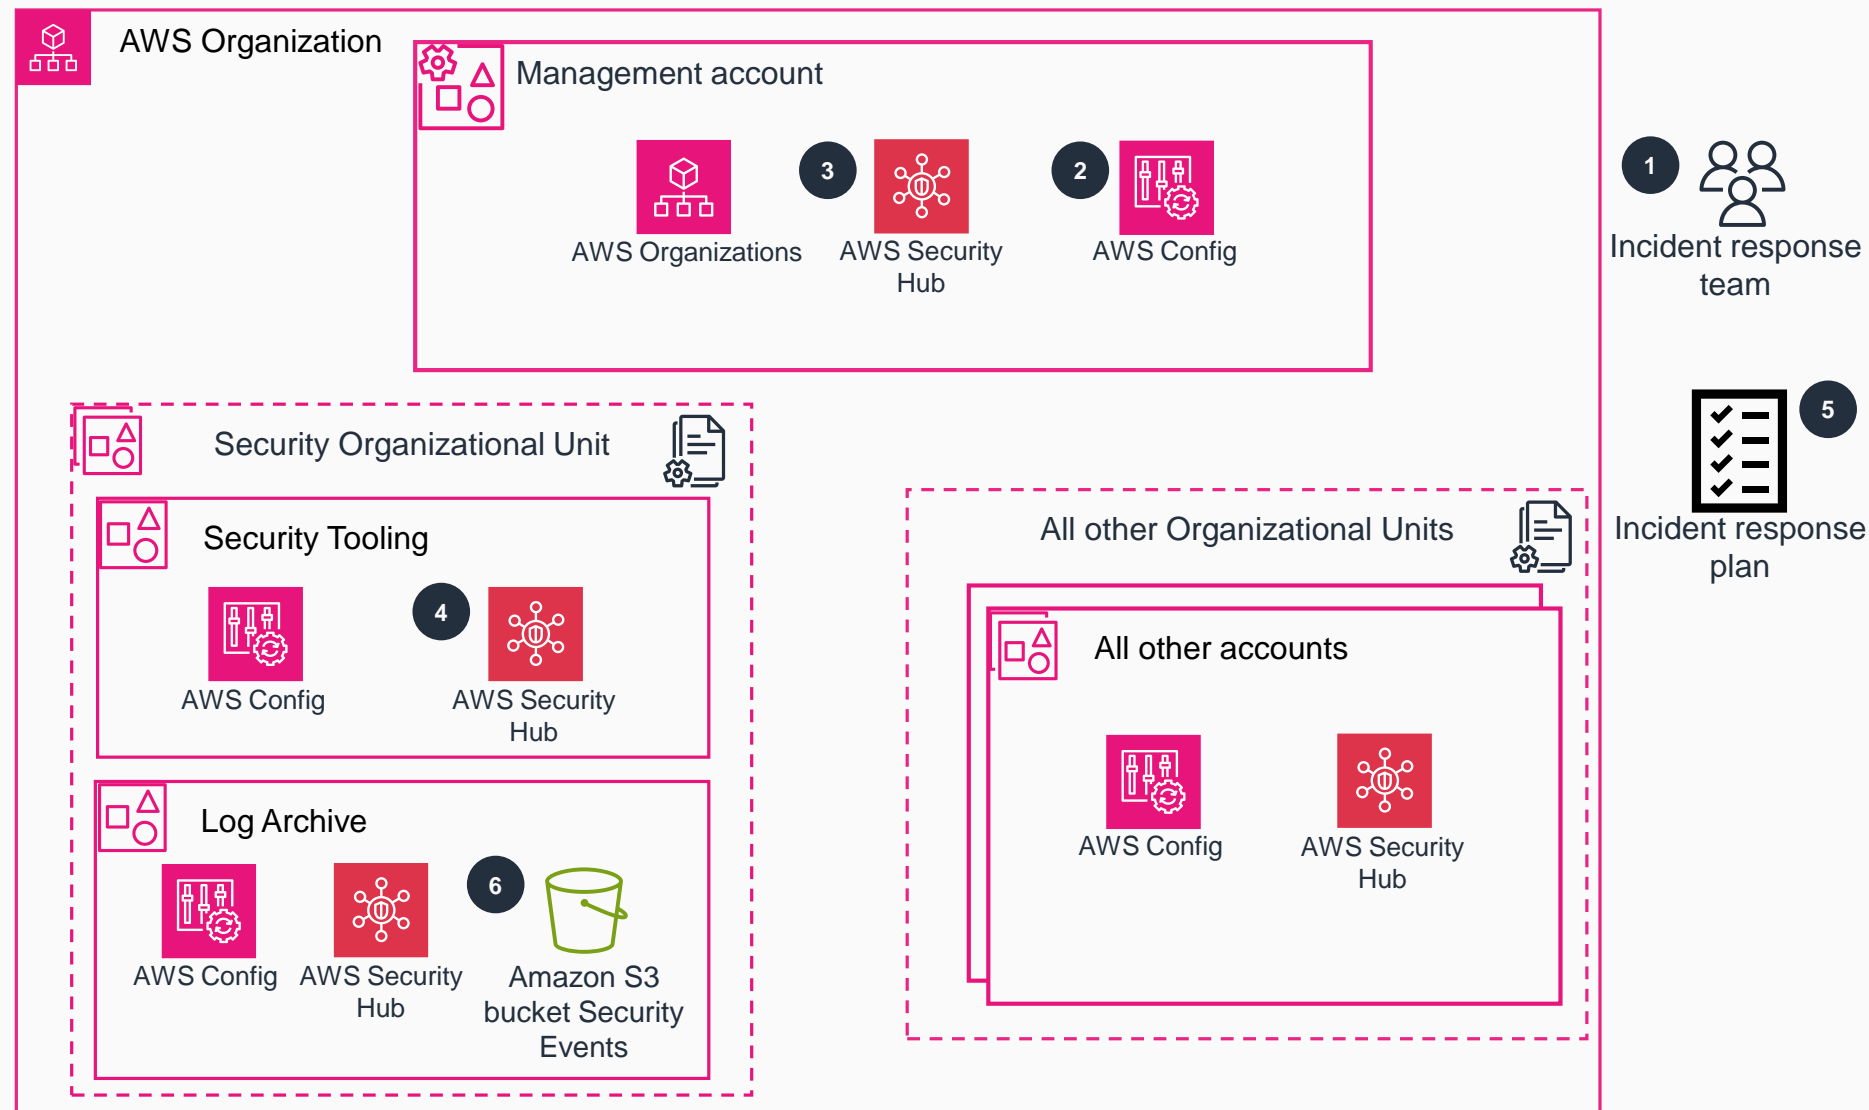 AWS Organization
Management account
3
2
1
AWS Organizations
AWS Security
Hub
AWS Config
Incident response
team
5
Incident response
plan
Security Organizational Unit
Security Tooling
4
AWS Config
AWS Security
Hub
Log Archive
6
AWS Config
AWS Security
Hub
Amazon S3
bucket Security
Events
All other Organizational Units
All other accounts
AWS Config
AWS Security
Hub